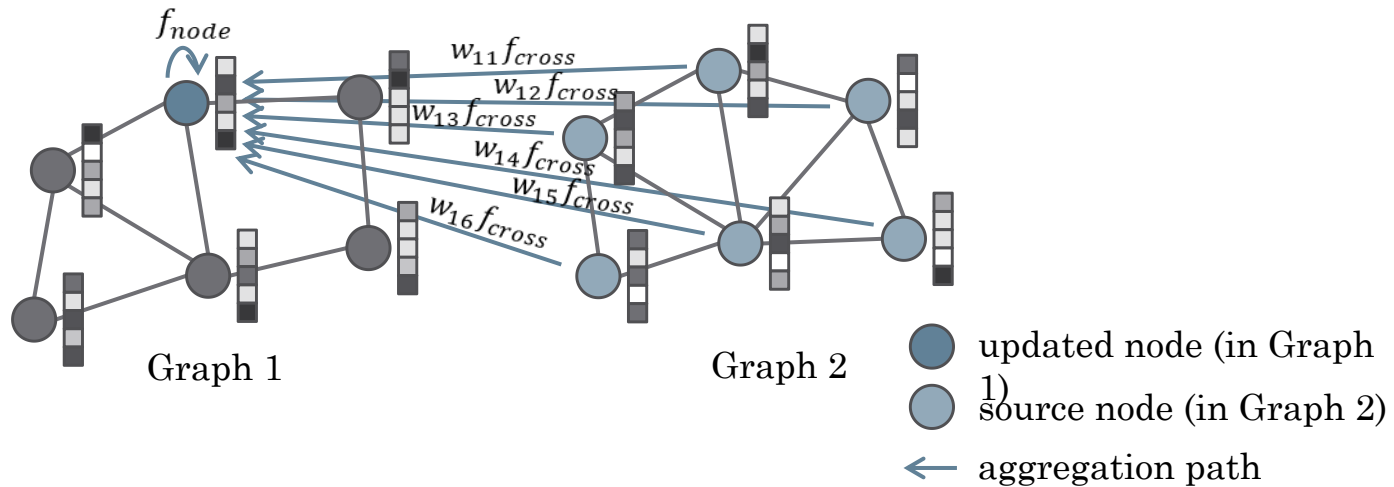 f_node
w_11 f_cross
w_12 f_cross
w_13 f_cross
w_14 f_cross
w_15 f_cross
w_16 f_cross
Graph 1
Graph 2
updated node (in Graph
1)
source node (in Graph 2)
aggregation path